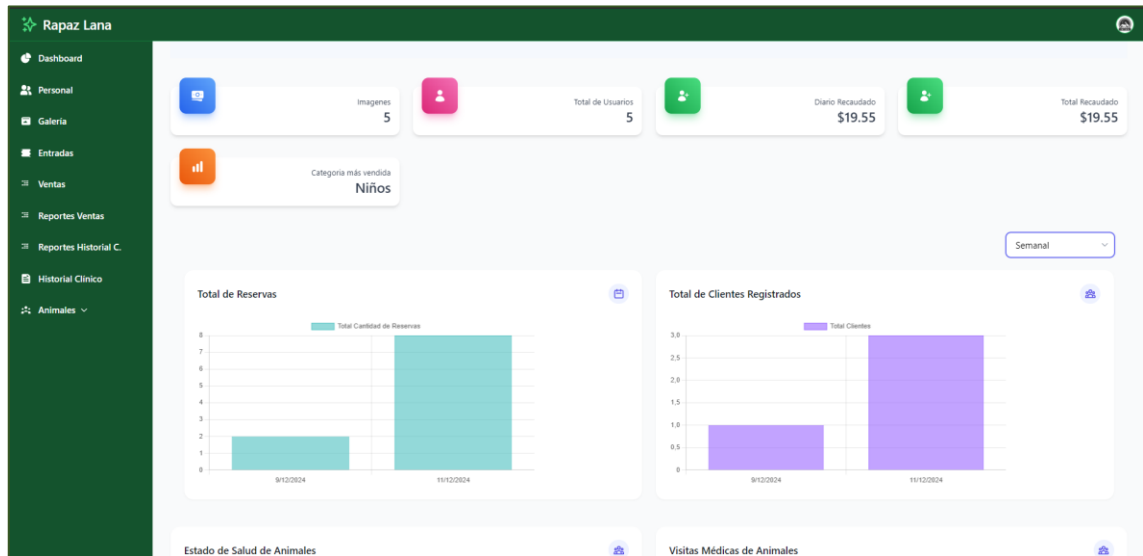 Rapaz Lana
Dashboard
Personal
Galería
Entradas
Ventas
Reportes Ventas
Reportes Historial C.
Historial Clínico
Animales
Imagenes
5
Total de Usuarios
5
Diario Recaudado
$19.55
Total Recaudado
$19.55
Categoria más vendida
Niños
Semanal
Total de Reservas
Total Cantidad de Reservas
8
7
6
5
4
3
2
1
0
9/12/2024
11/12/2024
Total de Clientes Registrados
Total Clientes
3,0
2,5
2,0
1,5
1,0
0,5
0
9/12/2024
11/12/2024
Estado de Salud de Animales
Visitas Médicas de Animales